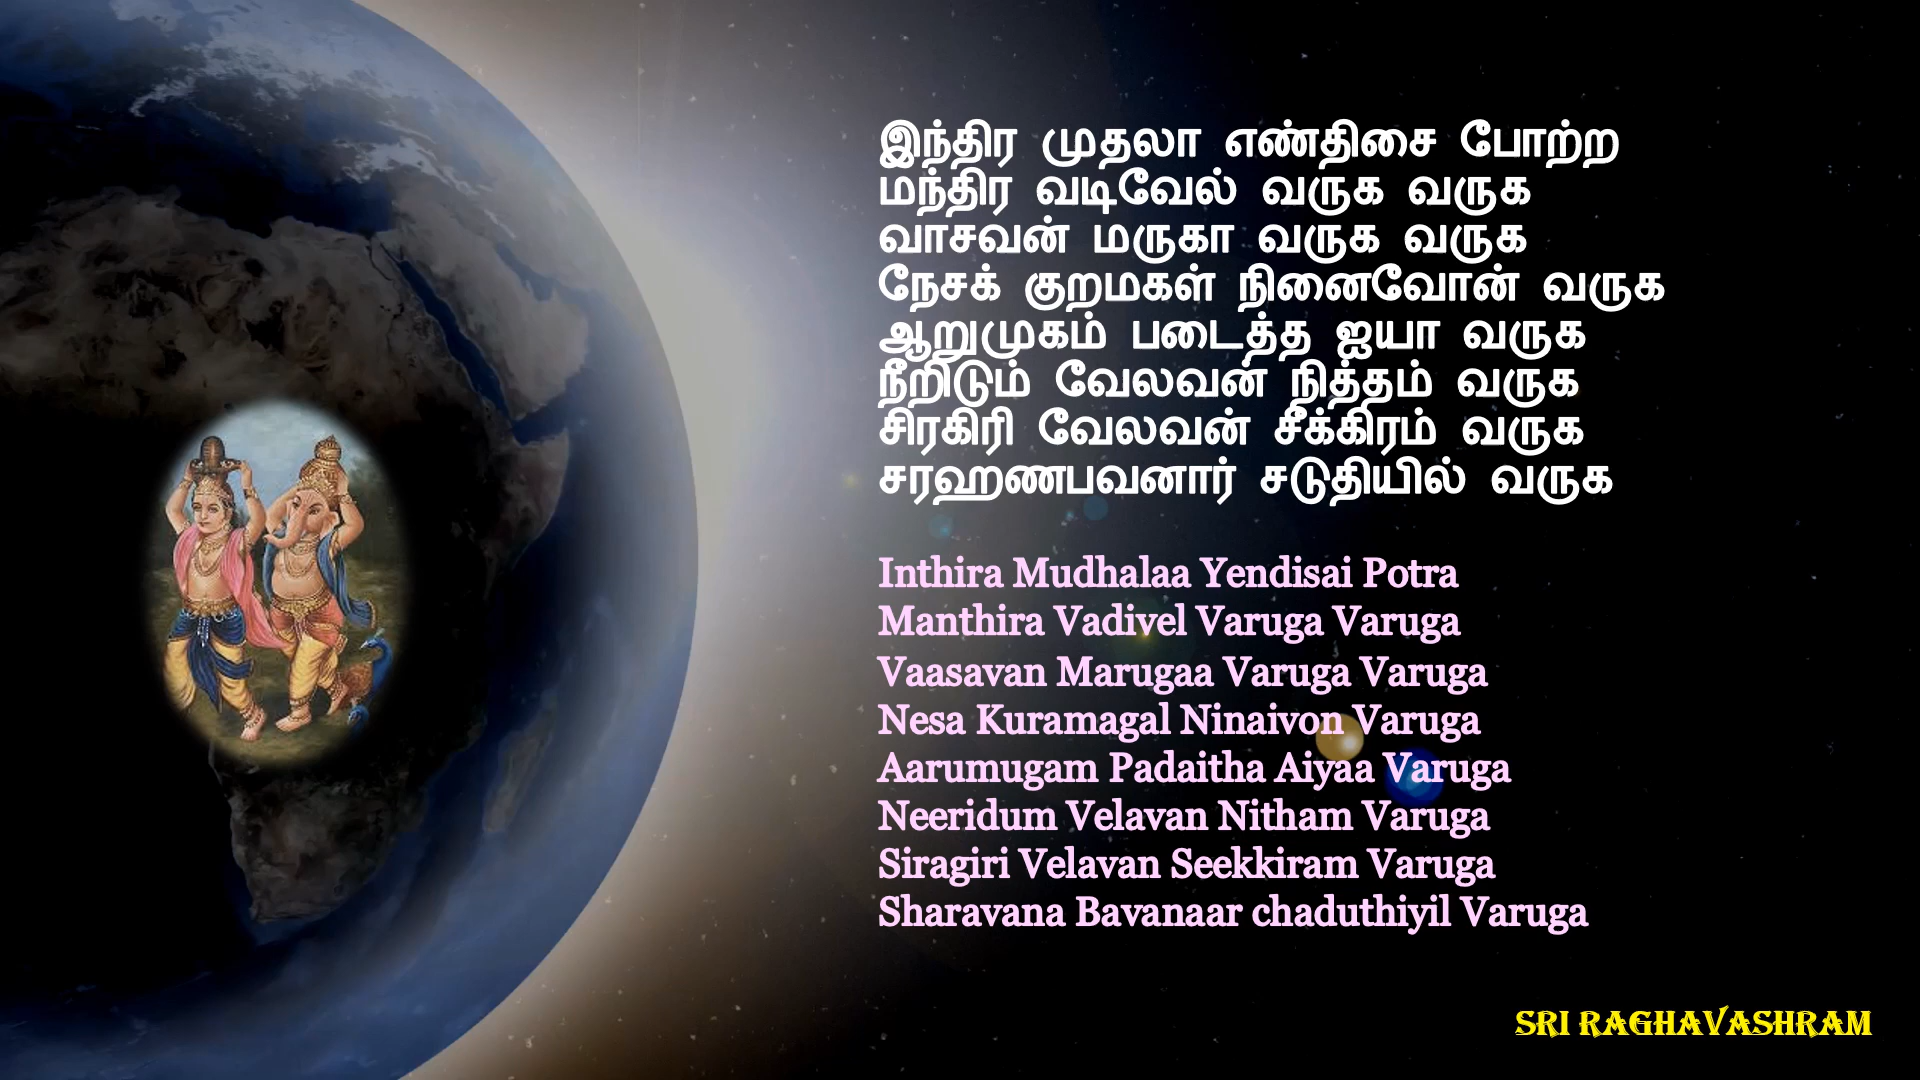 இந்திர முதலா எண்திசை போற்ற
மந்திர வடிவேல் வருக வருக
வாசவன் மருகா வருக வருக
நேசக் குறமகள் நினைவோன் வருக
ஆறுமுகம் படைத்த ஐயா வருக
நீறிடும் வேலவன் நித்தம் வருக
சிரகிரி வேலவன் சீக்கிரம் வருக
சரஹணபவனார் சடுதியில் வருக
Inthira Mudhalaa Yendisai Potra
Manthira Vadivel Varuga Varuga
Vaasavan Marugaa Varuga Varuga
Nesa Kuramagal Ninaivon Varuga
Aarumugam Padaitha Aiyaa Varuga
Neeridum Velavan Nitham Varuga
Siragiri Velavan Seekkiram Varuga
Sharavana Bavanaar chaduthiyil Varuga
SRI RAGHAVASHRAM